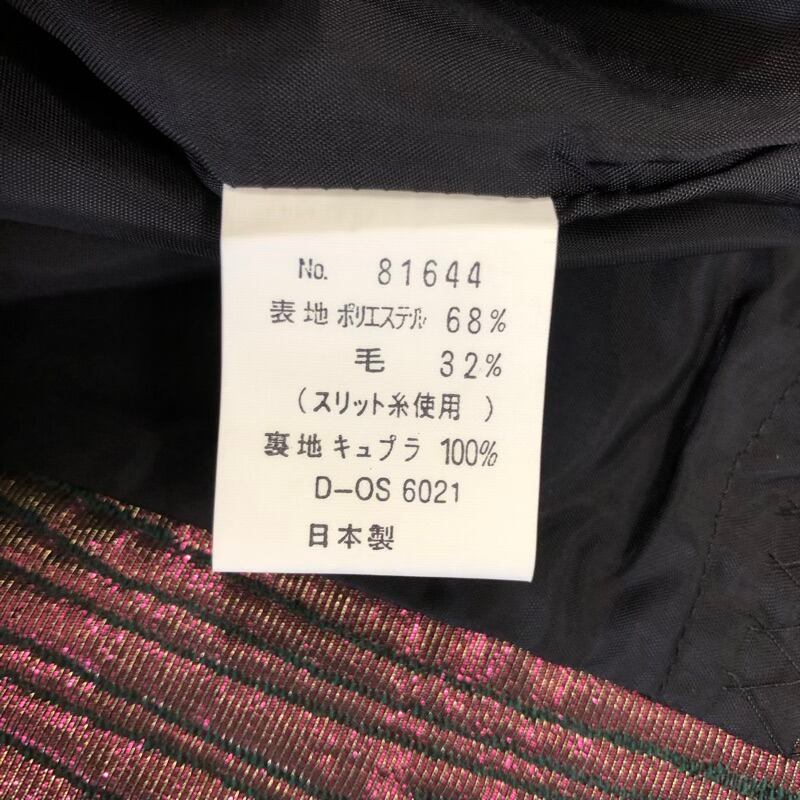 No. 81644
表地 ポリエステル 68%
毛 32%
(スリット糸使用 )
裏地 キュプラ 100%
D-OS 6021
日本製